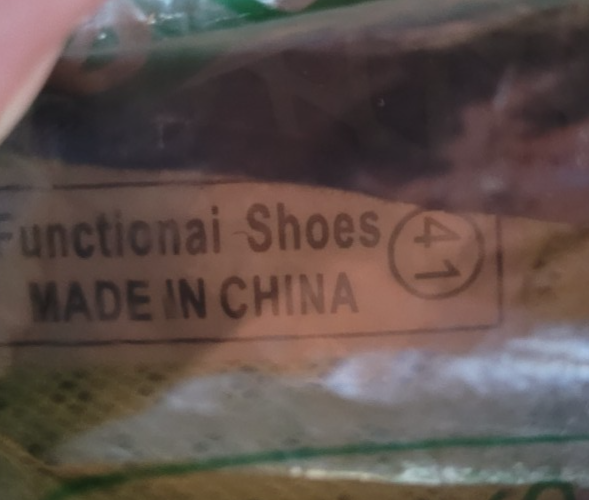 Functionai Shoes 41
MADE IN CHINA